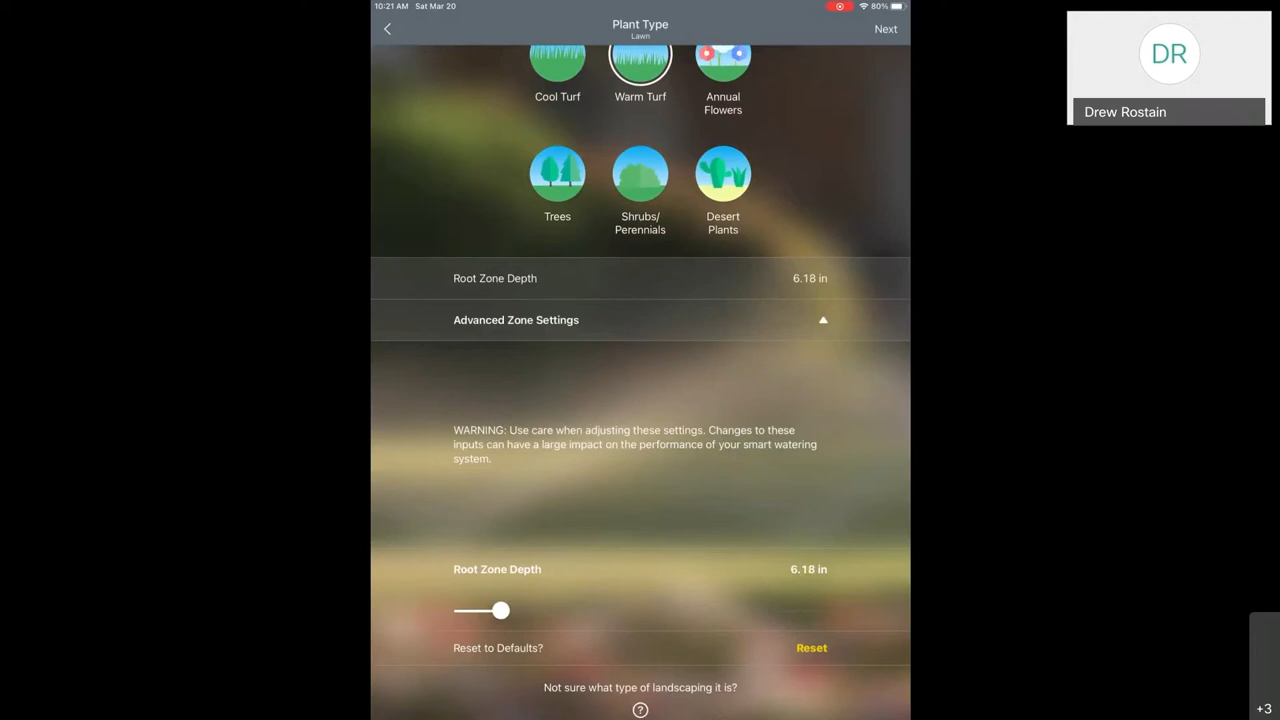 10:21 AM Sat Mar 20
80%
Plant Type
Lawn
Next
Cool Turf
Warm Turf
Annual
Flowers
Trees
Shrubs/
Perennials
Desert
Plants
Root Zone Depth 6.18 in
Advanced Zone Settings
WARNING: Use care when adjusting these settings. Changes to these
inputs can have a large impact on the performance of your smart watering
system.
Root Zone Depth 6.18 in
Reset to Defaults? Reset
Not sure what type of landscaping it is?
?
DR
Drew Rostain
+3